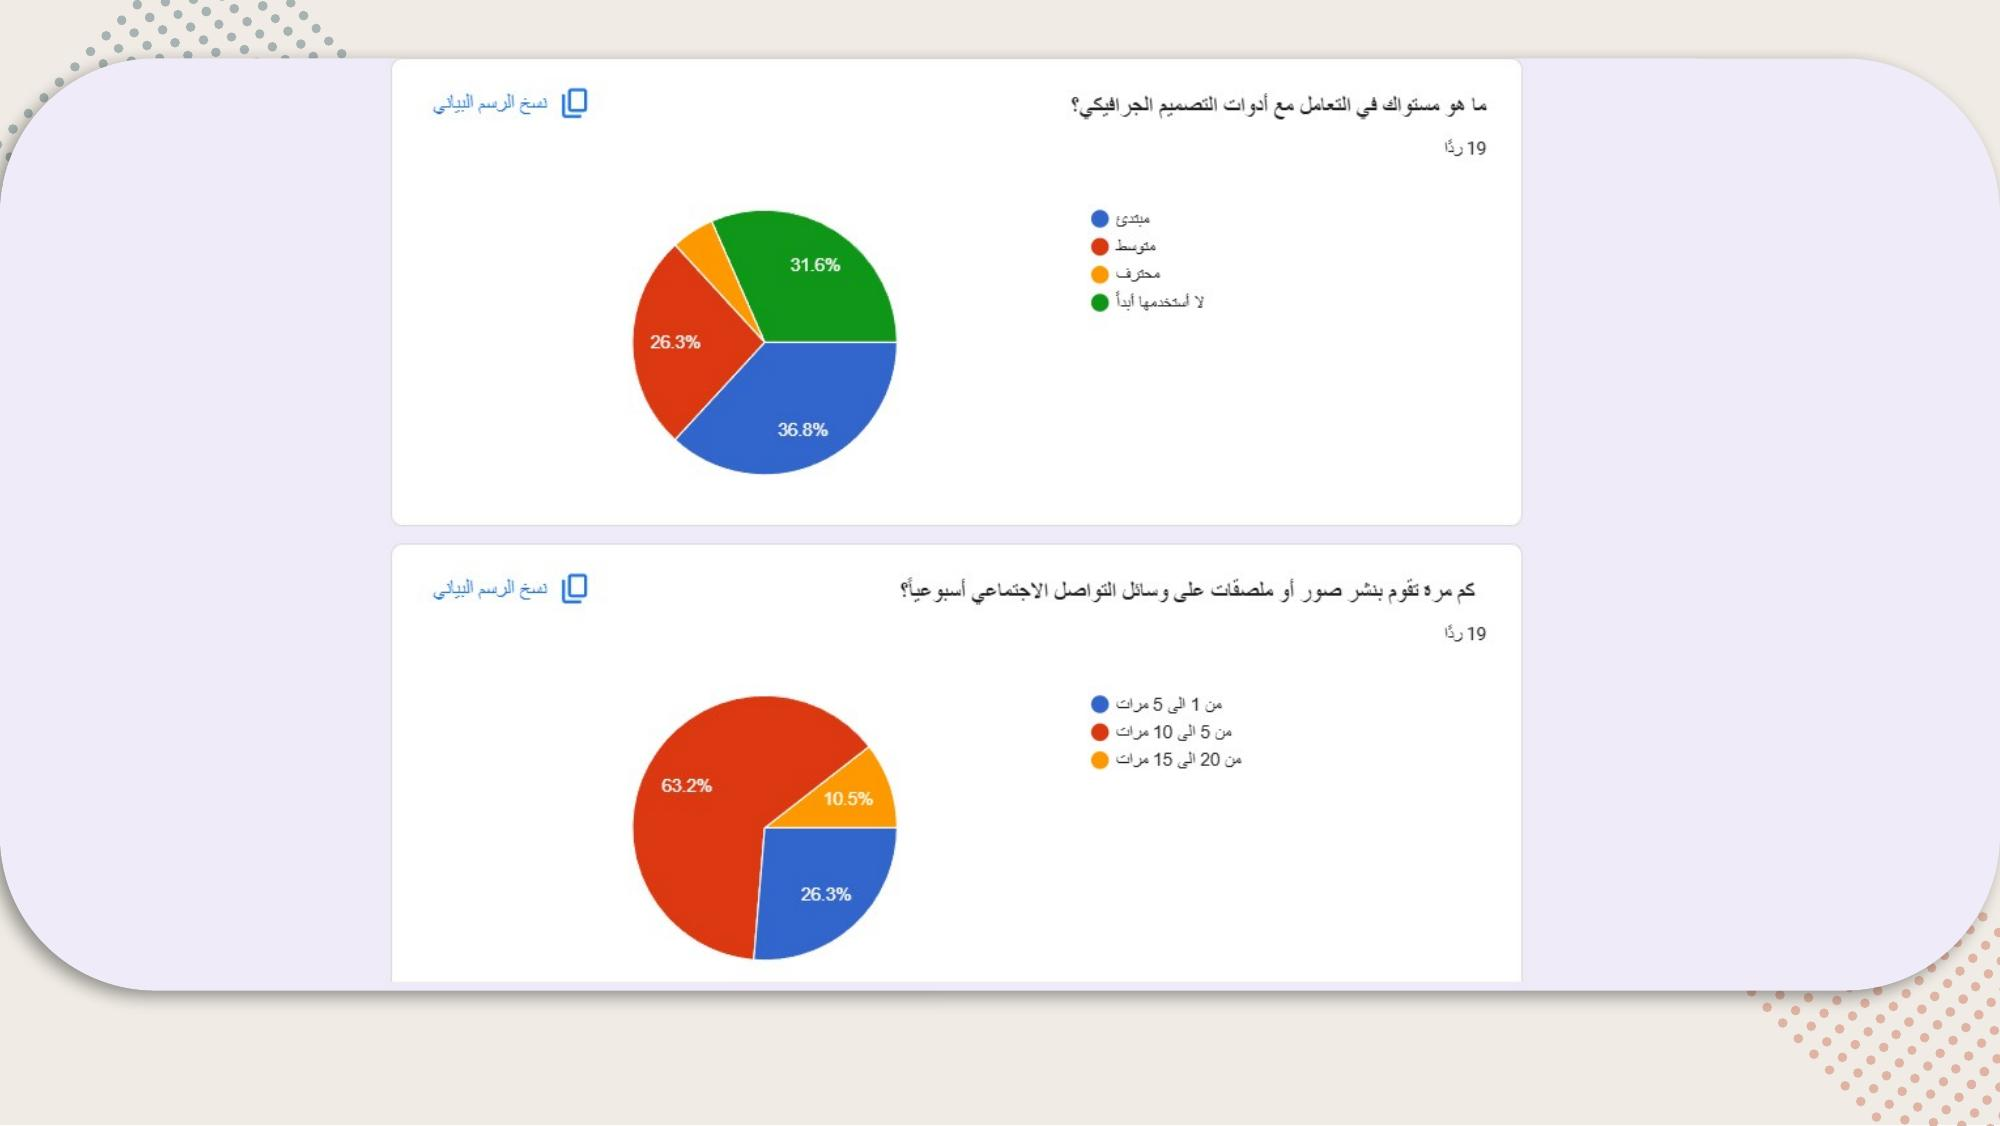 ما هو مستواك في التعامل مع أدوات التصميم الجرافيكي؟
نسخ الرسم البياني
19 ردًا
مبتدئ
متوسط
محترف
لا أستخدمها أبداً
31.6%
26.3%
36.8%
كم مرة تقوم بنشر صور أو ملصقات على وسائل التواصل الاجتماعي أسبوعياً؟
نسخ الرسم البياني
19 ردًا
من 1 الى 5 مرات
من 5 الى 10 مرات
من 20 الى 15 مرات
63.2%
10.5%
26.3%